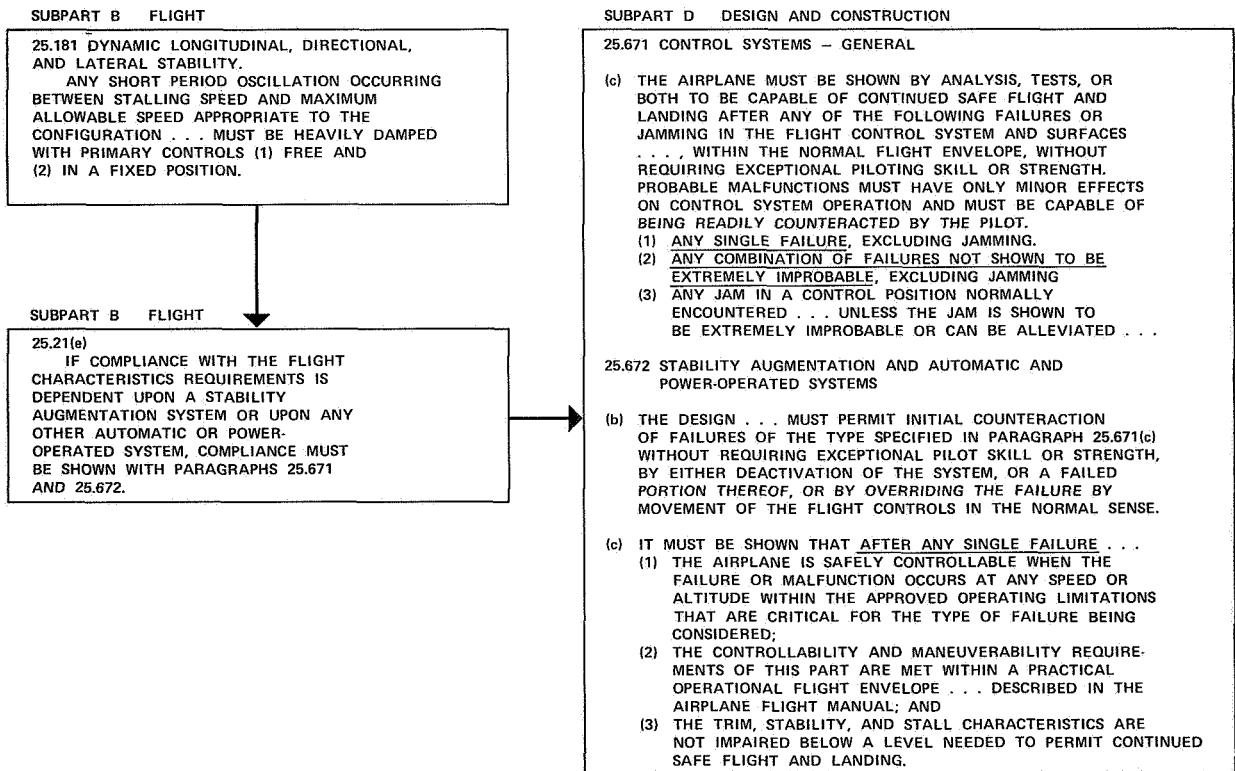 SUBPART B FLIGHT
25.181 DYNAMIC LONGITUDINAL, DIRECTIONAL,
AND LATERAL STABILITY.
ANY SHORT PERIOD OSCILLATION OCCURRING
BETWEEN STALLING SPEED AND MAXIMUM
ALLOWABLE SPEED APPROPRIATE TO THE
CONFIGURATION . . . MUST BE HEAVILY DAMPED
WITH PRIMARY CONTROLS (1) FREE AND
(2) IN A FIXED POSITION.
SUBPART B FLIGHT
25.21(e)
IF COMPLIANCE WITH THE FLIGHT
CHARACTERISTICS REQUIREMENTS IS
DEPENDENT UPON A STABILITY
AUGMENTATION SYSTEM OR UPON ANY
OTHER AUTOMATIC OR POWER-
OPERATED SYSTEM, COMPLIANCE MUST
BE SHOWN WITH PARAGRAPHS 25.671
AND 25.672.
SUBPART D DESIGN AND CONSTRUCTION
25.671 CONTROL SYSTEMS – GENERAL
(c) THE AIRPLANE MUST BE SHOWN BY ANALYSIS, TESTS, OR
BOTH TO BE CAPABLE OF CONTINUED SAFE FLIGHT AND
LANDING AFTER ANY OF THE FOLLOWING FAILURES OR
JAMMING IN THE FLIGHT CONTROL SYSTEM AND SURFACES
. . . . , WITHIN THE NORMAL FLIGHT ENVELOPE, WITHOUT
REQUIRING EXCEPTIONAL PILOTING SKILL OR STRENGTH.
PROBABLE MALFUNCTIONS MUST HAVE ONLY MINOR EFFECTS
ON CONTROL SYSTEM OPERATION AND MUST BE CAPABLE OF
BEING READILY COUNTERACTED BY THE PILOT.
(1) ANY SINGLE FAILURE, EXCLUDING JAMMING.
(2) ANY COMBINATION OF FAILURES NOT SHOWN TO BE
EXTREMELY IMPROBABLE, EXCLUDING JAMMING
(3) ANY JAM IN A CONTROL POSITION NORMALLY
ENCOUNTERED . . . UNLESS THE JAM IS SHOWN TO
BE EXTREMELY IMPROBABLE OR CAN BE ALLEVIATED . . .
25.672 STABILITY AUGMENTATION AND AUTOMATIC AND
POWER-OPERATED SYSTEMS
(b) THE DESIGN . . . MUST PERMIT INITIAL COUNTERACTION
OF FAILURES OF THE TYPE SPECIFIED IN PARAGRAPH 25.671(c)
WITHOUT REQUIRING EXCEPTIONAL PILOT SKILL OR STRENGTH,
BY EITHER DEACTIVATION OF THE SYSTEM, OR A FAILED
PORTION THEREOF, OR BY OVERRIDING THE FAILURE BY
MOVEMENT OF THE FLIGHT CONTROLS IN THE NORMAL SENSE.
(c) IT MUST BE SHOWN THAT AFTER ANY SINGLE FAILURE . . .
(1) THE AIRPLANE IS SAFELY CONTROLLABLE WHEN THE
FAILURE OR MALFUNCTION OCCURS AT ANY SPEED OR
ALTITUDE WITHIN THE APPROVED OPERATING LIMITATIONS
THAT ARE CRITICAL FOR THE TYPE OF FAILURE BEING
CONSIDERED;
(2) THE CONTROLLABILITY AND MANEUVERABILITY REQUIRE-
MENTS OF THIS PART ARE MET WITHIN A PRACTICAL
OPERATIONAL FLIGHT ENVELOPE . . . DESCRIBED IN THE
AIRPLANE FLIGHT MANUAL; AND
(3) THE TRIM, STABILITY, AND STALL CHARACTERISTICS ARE
NOT IMPAIRED BELOW A LEVEL NEEDED TO PERMIT CONTINUED
SAFE FLIGHT AND LANDING.